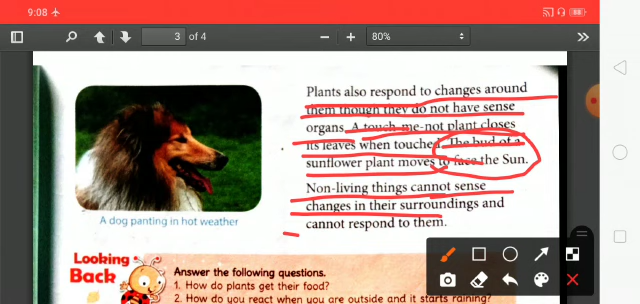 9:08
3 of 4
80%
Plants also respond to changes around
them though they do not have sense
organs. A touch-me-not plant closes
its leaves when touched. The bud of a
sunflower plant moves to face the Sun.
Non-living things cannot sense
changes in their surroundings and
cannot respond to them.
A dog panting in hot weather
Looking
Back
Answer the following questions.
1. How do plants get their food?
2. How do you react when you are outside and it starts raining?